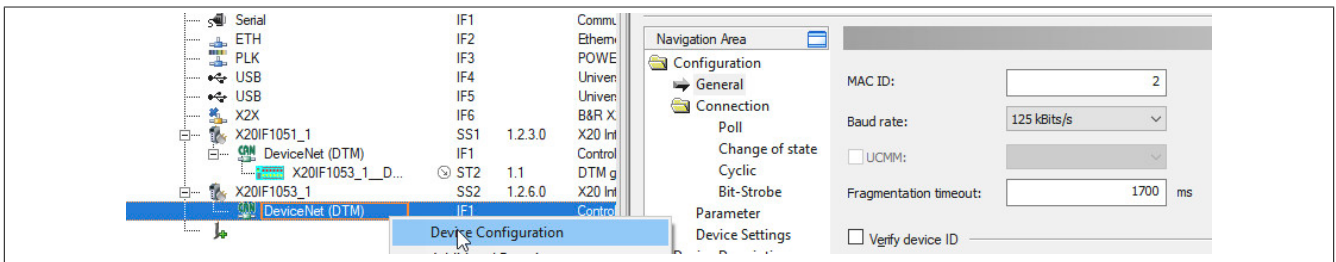 Serial IF1 Commu
ETH IF2 Ethern
PLK IF3 POWE
USB IF4 Univer
USB IF5 Univer
X2X IF6 B&R X
X20IF1051_1 SS1 1.2.3.0 X20 Int
CAN DeviceNet (DTM) IF1 Control
X20IF1053_1__D... ST2 1.1 DTM g
X20IF1053_1 SS2 1.2.6.0 X20 Int
DeviceNet (DTM) IF1 Control
Device Configuration
Navigation Area
Configuration
General
Connection
Poll
Change of state
Cyclic
Bit-Strobe
Parameter
Device Settings
MAC ID: 2
Baud rate: 125 kBits/s
UCMM:
Fragmentation timeout: 1700 ms
Verify device ID